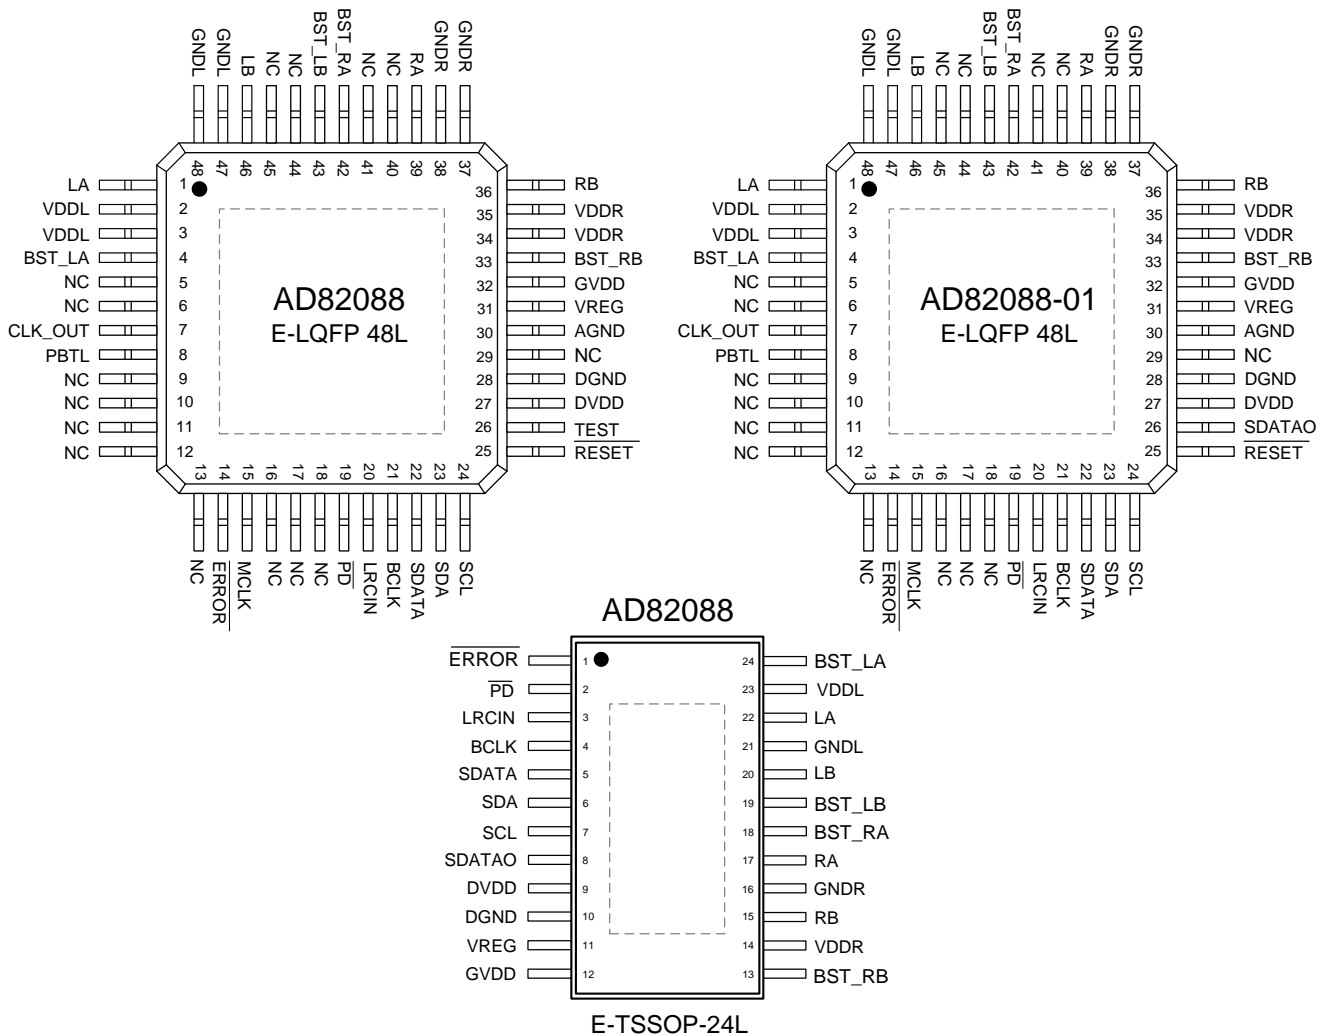 GNDL GNDL LB NC NC BST_LB BST_RA NC NC RA GNDR GNDR
48 47 46 45 44 43 42 41 40 39 38 37
LA 1
VDDL 2
VDDL 3
BST_LA 4
NC 5
NC 6
CLK_OUT 7
PBTL 8
NC 9
NC 10
NC 11
NC 12
AD82088
E-LQFP 48L
36 RB
35 VDDR
34 VDDR
33 BST_RB
32 GVDD
31 VREG
30 AGND
29 NC
28 DGND
27 DVDD
26 TEST
25 RESET
13 14 15 16 17 18 19 20 21 22 23 24
NC ERROR MCLK NC NC NC PD LRCIN BCLK SDATA SDA SCL
GNDL GNDL LB NC NC BST_LB BST_RA NC NC RA GNDR GNDR
48 47 46 45 44 43 42 41 40 39 38 37
LA 1
VDDL 2
VDDL 3
BST_LA 4
NC 5
NC 6
CLK_OUT 7
PBTL 8
NC 9
NC 10
NC 11
NC 12
AD82088-01
E-LQFP 48L
36 RB
35 VDDR
34 VDDR
33 BST_RB
32 GVDD
31 VREG
30 AGND
29 NC
28 DGND
27 DVDD
26 SDATAO
25 RESET
13 14 15 16 17 18 19 20 21 22 23 24
NC ERROR MCLK NC NC NC PD LRCIN BCLK SDATA SDA SCL
AD82088
ERROR 1
PD 2
LRCIN 3
BCLK 4
SDATA 5
SDA 6
SCL 7
SDATAO 8
DVDD 9
DGND 10
VREG 11
GVDD 12
24 BST_LA
23 VDDL
22 LA
21 GNDL
20 LB
19 BST_LB
18 BST_RA
17 RA
16 GNDR
15 RB
14 VDDR
13 BST_RB
E-TSSOP-24L